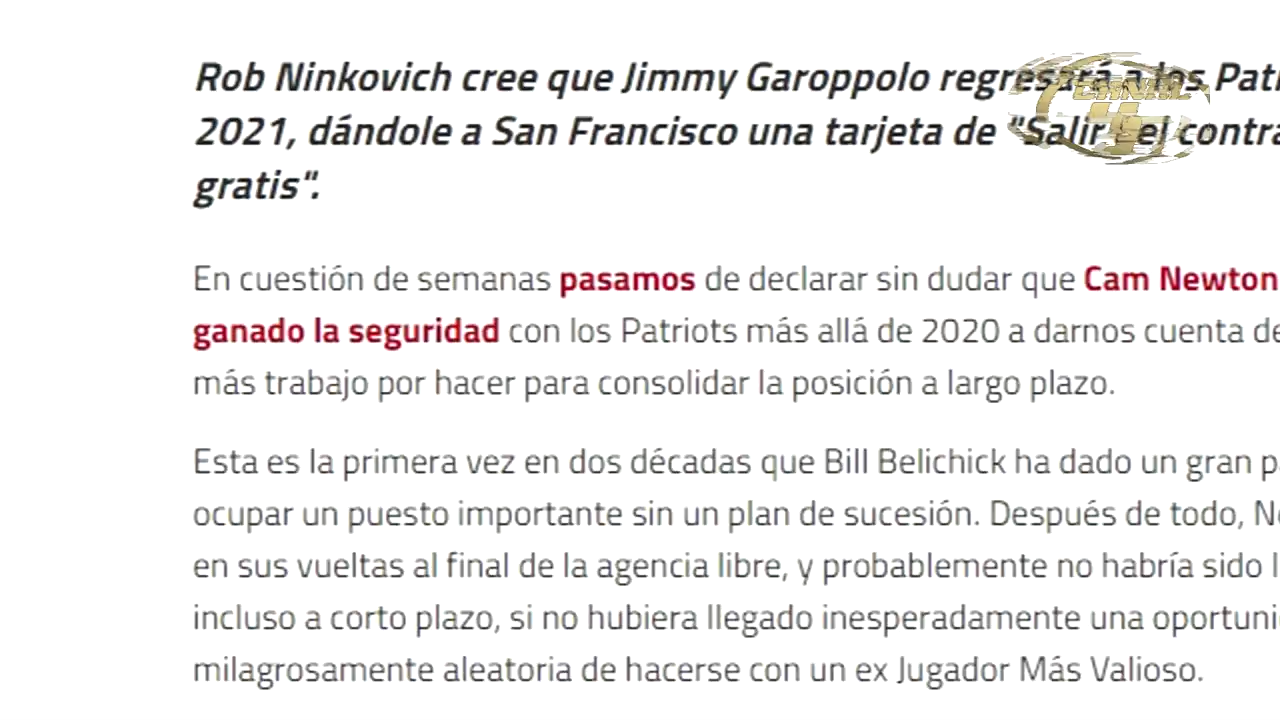 Rob Ninkovich cree que Jimmy Garoppolo regresará a los
2021, dándole a San Francisco una tarjeta de "Salir
gratis".
En cuestión de semanas pasamos de declarar sin dudar que Cam Newton
ganado la seguridad con los Patriots más allá de 2020 a darnos cuenta
más trabajo por hacer para consolidar la posición a largo plazo.
Esta es la primera vez en dos décadas que Bill Belichick ha dado un gran
ocupar un puesto importante sin un plan de sucesión. Después de todo,
en sus vueltas al final de la agencia libre, y probablemente no habría sido
incluso a corto plazo, si no hubiera llegado inesperadamente una
milagrosamente aleatoria de hacerse con un ex Jugador Más Valioso.